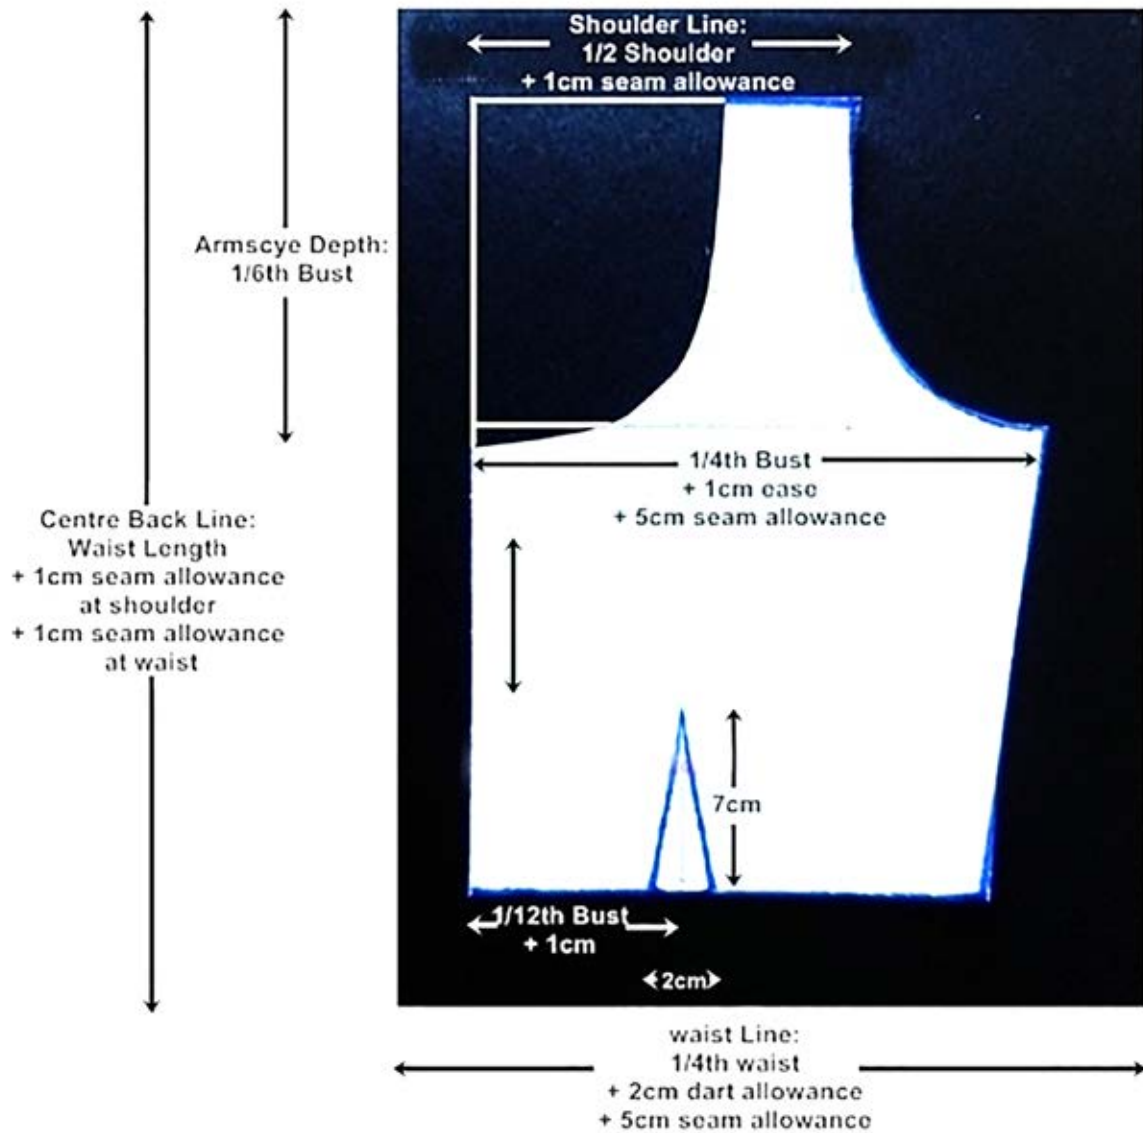 Shoulder Line:
1/2 Shoulder
+ 1cm seam allowance
Armscye Depth:
1/6th Bust
1/4th Bust
+ 1cm ease
+ 5cm seam allowance
Centre Back Line:
Waist Length
+ 1cm seam allowance
at shoulder
+ 1cm seam allowance
at waist
7cm
1/12th Bust
+ 1cm
2cm
waist Line:
1/4th waist
+ 2cm dart allowance
+ 5cm seam allowance